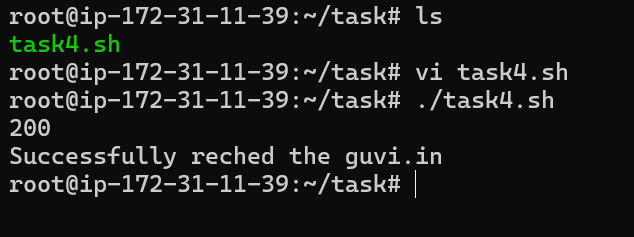 root@ip-172-31-11-39:~/task# ls
task4.sh
root@ip-172-31-11-39:~/task# vi task4.sh
root@ip-172-31-11-39:~/task# ./task4.sh
200
Successfully reched the guvi.in
root@ip-172-31-11-39:~/task#